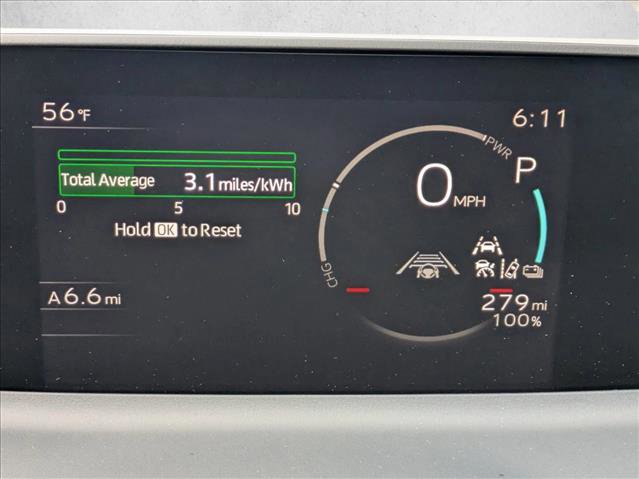 56°F
6:11
PWR
P
Total Average 3.1 miles/kWh
0 5 10
Hold OK to Reset
0 MPH
CHG
A 6.6 mi
279 mi
100%